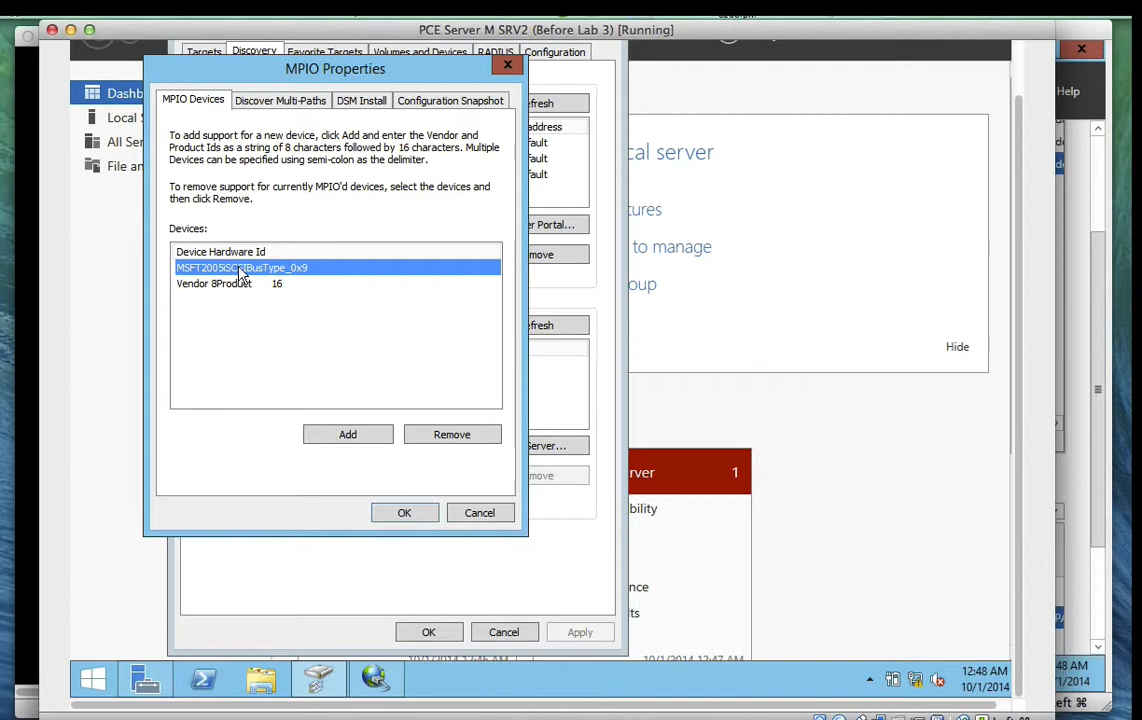 PCE Server M SRV2 (Before Lab 3) [Running]
Targets Discovery Favorite Targets Volumes and Devices RADIUS Configuration
MPIO Properties
MPIO Devices Discover Multi-Paths DSM Install Configuration Snapshot
To add support for a new device, click Add and enter the Vendor and
Product Ids as a string of 8 characters followed by 16 characters. Multiple
Devices can be specified using semi-colon as the delimiter.
To remove support for currently MPIO'd devices, select the devices and
then click Remove.
Devices:
Device Hardware Id
MSFT2005iSCSIBusType_0x9
Vendor 8Product 16
Add Remove
OK Cancel
Dashb
Local S
All Ser
File an
efresh
address
fault
fault
fault
er Portal...
move
efresh
Server...
move
OK Cancel Apply
cal server
tures
to manage
oup
Hide
rver 1
bility
nce
lts
Help
12:48 AM
10/1/2014
48 AM
/2014
Left ⌘